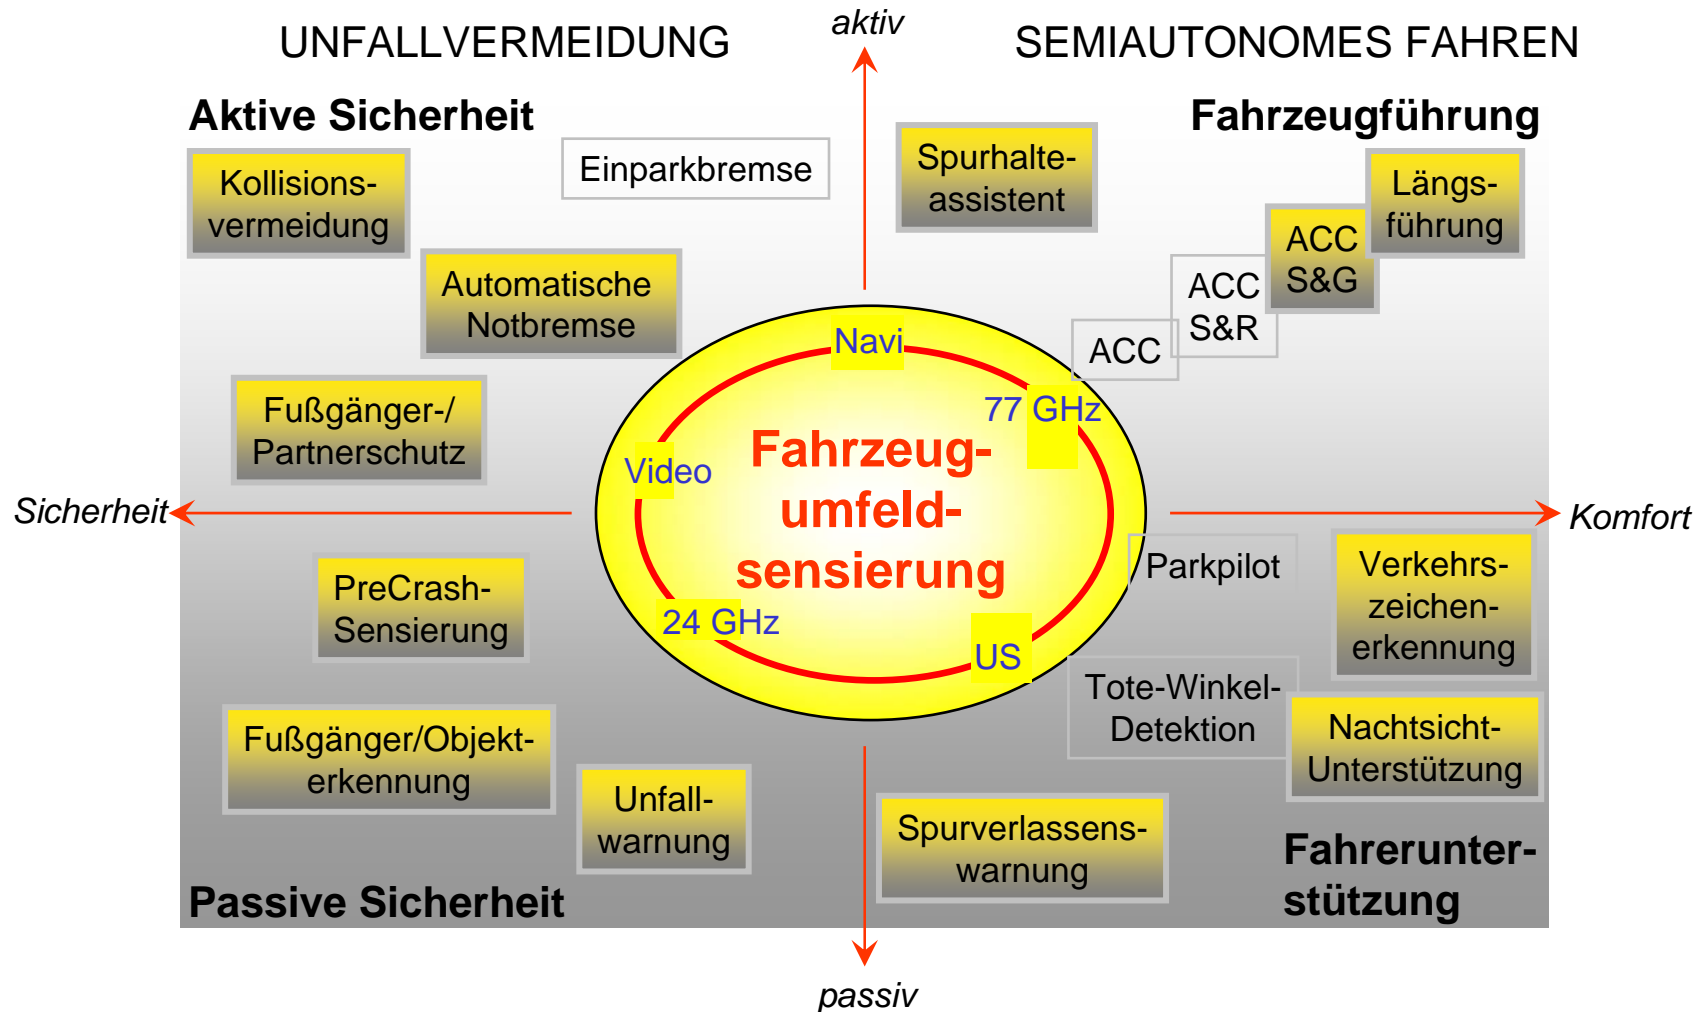 UNFALLVERMEIDUNG
aktiv
SEMIAUTONOMES FAHREN
Aktive Sicherheit
Fahrzeugführung
Kollisions-
vermeidung
Einparkbremse
Spurhalte-
assistent
Längs-
führung
ACC
S&G
Automatische
Notbremse
ACC
S&R
ACC
Navi
77 GHz
Fußgänger-/
Partnerschutz
Video
Fahrzeug-
umfeld-
sensierung
Sicherheit
Komfort
PreCrash-
Sensierung
Parkpilot
Verkehrs-
zeichen-
erkennung
24 GHz
US
Tote-Winkel-
Detektion
Nachtsicht-
Unterstützung
Fußgänger/Objekt-
erkennung
Unfall-
warnung
Spurverlassens-
warnung
Passive Sicherheit
Fahrerunter-
stützung
passiv